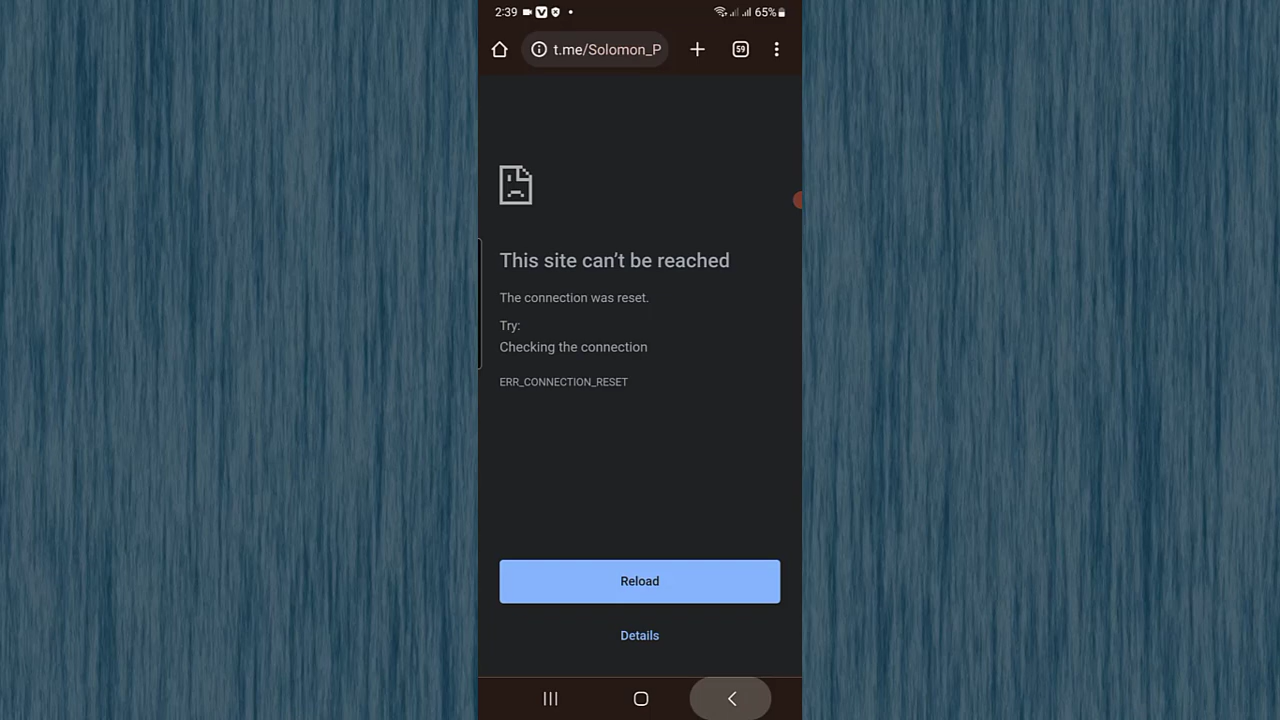 2:39 65%
t.me/Solomon_P 59
This site can't be reached
The connection was reset.
Try:
Checking the connection
ERR_CONNECTION_RESET
Reload
Details